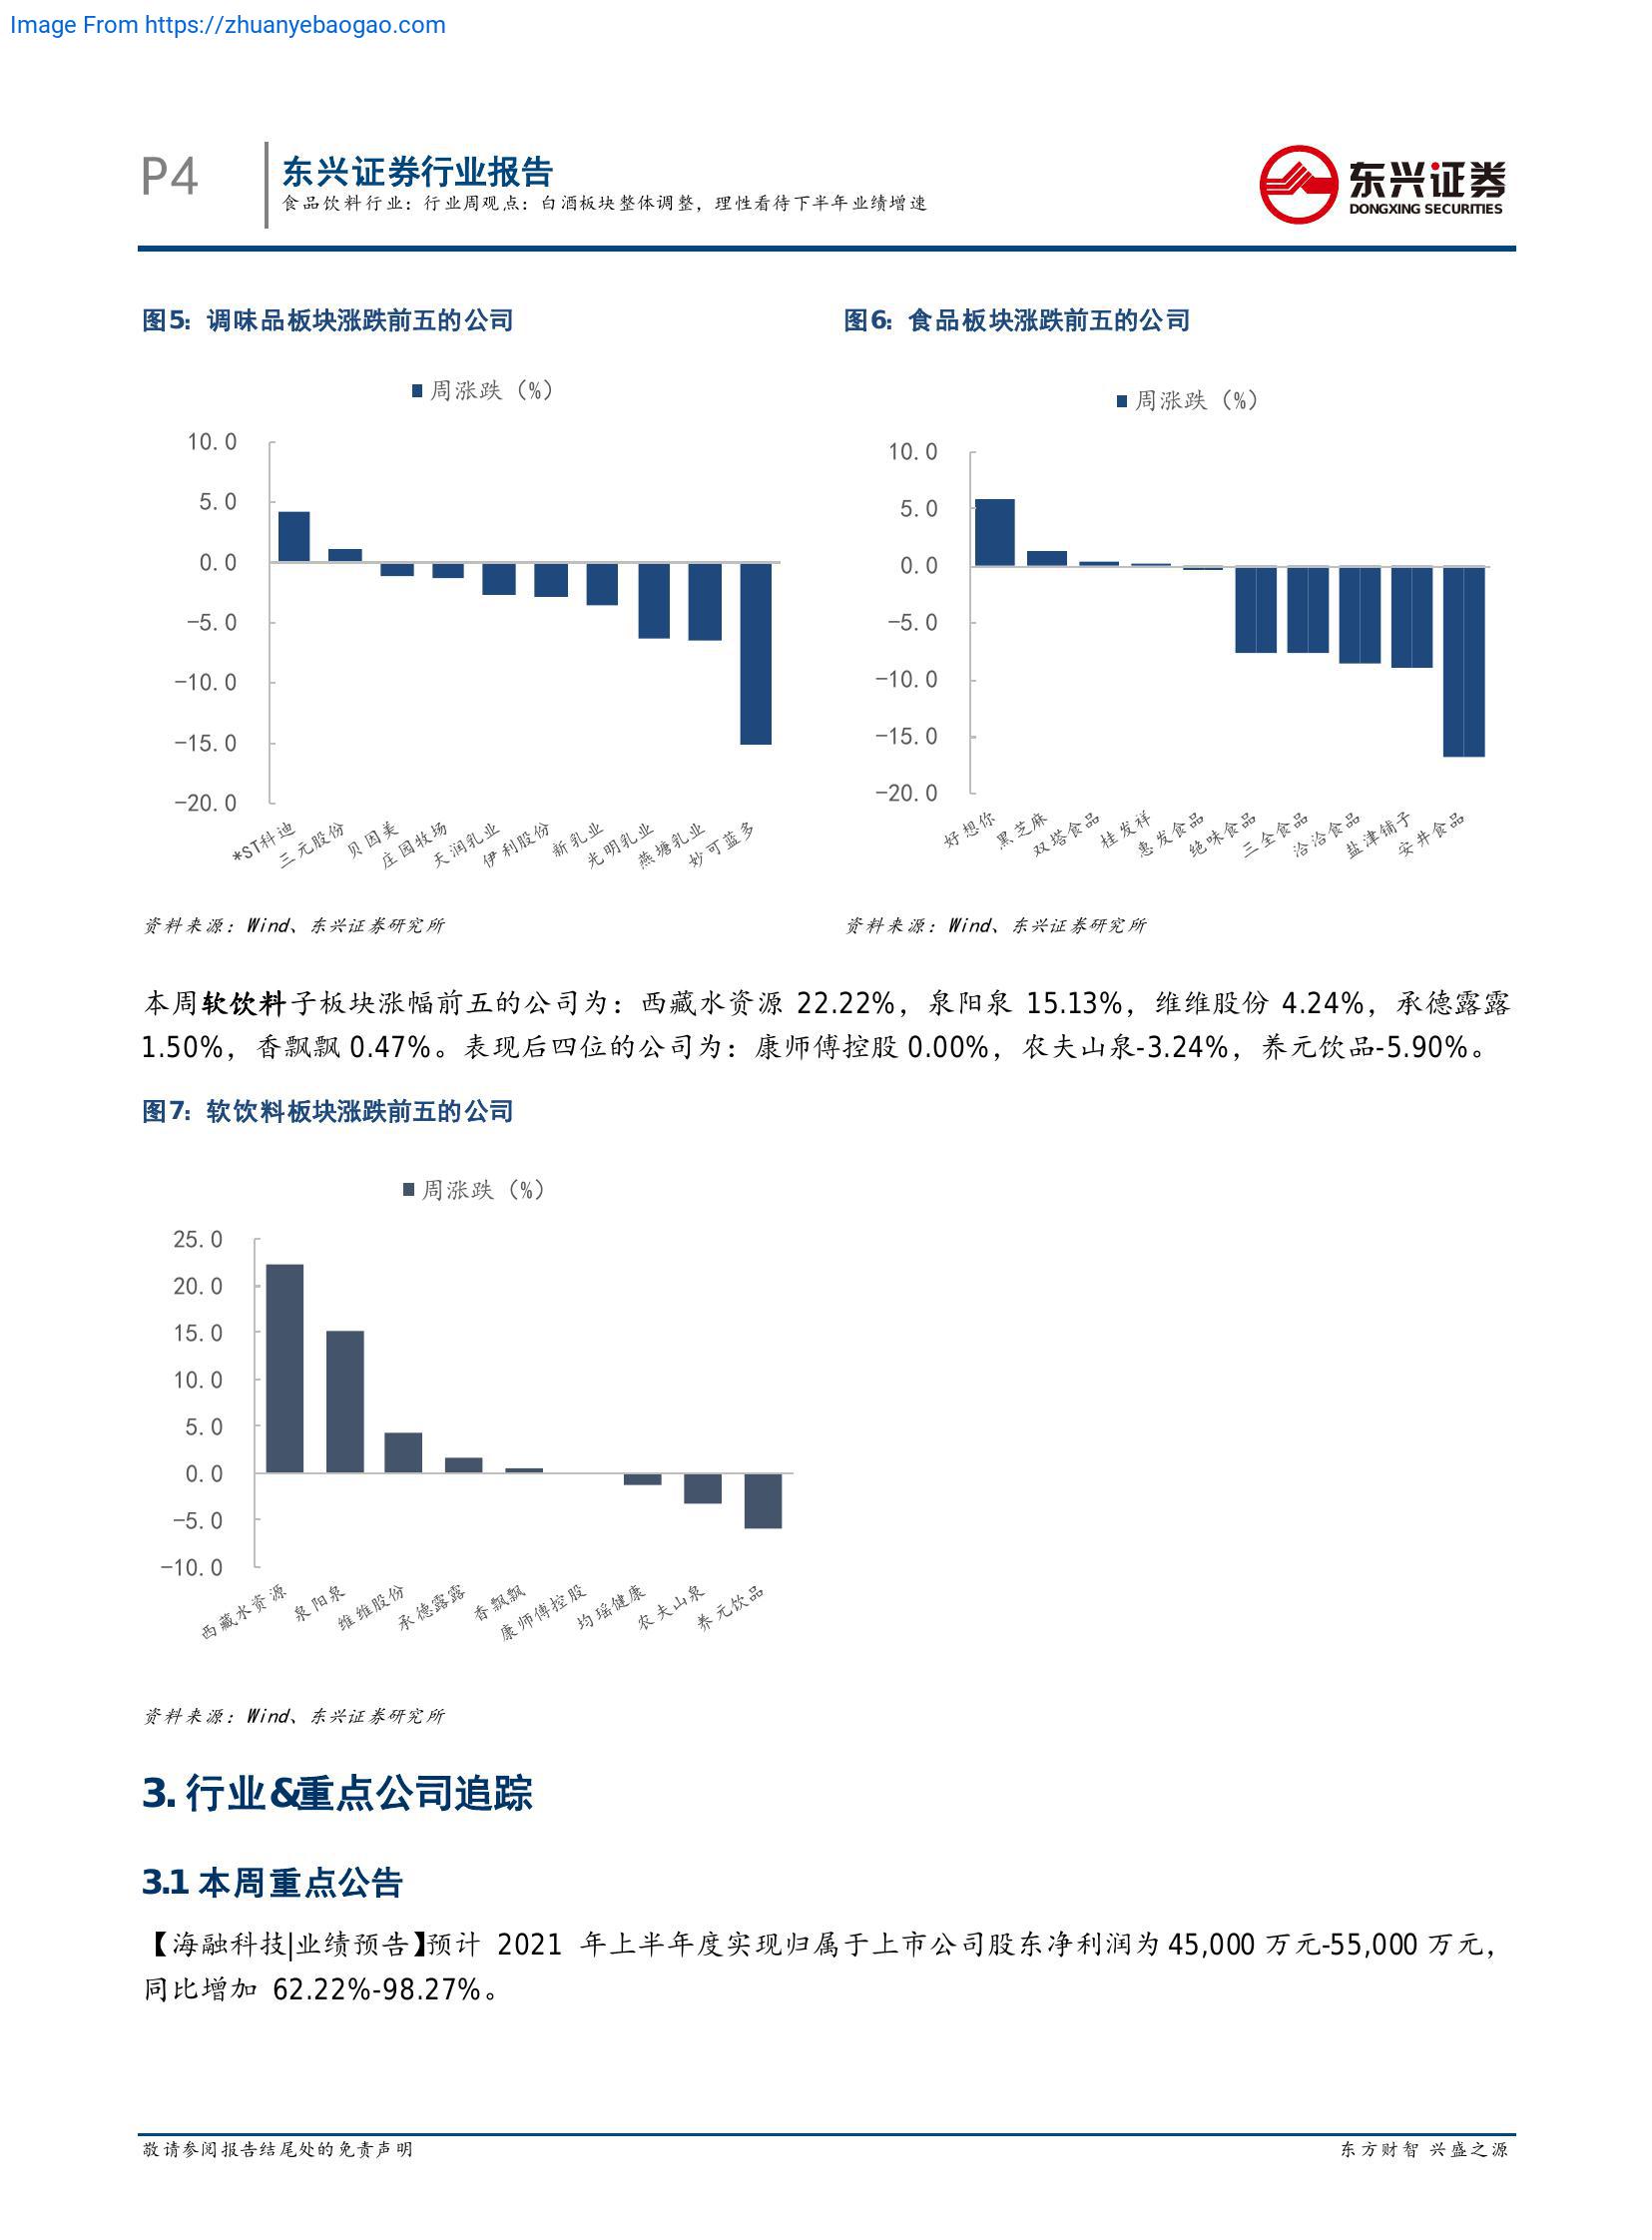 Image From https://zhuanyebaogao.com
P4
东兴证券行业报告
食品饮料行业：行业周观点：白酒板块整体调整，理性看待下半年业绩增速
东兴证券
DONGXING SECURITIES
图5：调味品板块涨跌前五的公司
周涨跌（%）
10.0
5.0
0.0
-5.0
-10.0
-15.0
-20.0
*ST科迪
三元股份
贝因美
庄园牧场
天润乳业
伊利股份
新乳业
光明乳业
燕塘乳业
妙可蓝多
资料来源：Wind、东兴证券研究所
图6：食品板块涨跌前五的公司
周涨跌（%）
10.0
5.0
0.0
-5.0
-10.0
-15.0
-20.0
好想你
黑芝麻
双塔食品
桂发祥
惠发食品
绝味食品
三全食品
洽洽食品
盐津铺子
安井食品
资料来源：Wind、东兴证券研究所
本周软饮料子板块涨幅前五的公司为：西藏水资源 22.22%，泉阳泉 15.13%，维维股份 4.24%，承德露露
1.50%，香飘飘 0.47%。表现后四位的公司为：康师傅控股 0.00%，农夫山泉-3.24%，养元饮品-5.90%。
图7：软饮料板块涨跌前五的公司
周涨跌（%）
25.0
20.0
15.0
10.0
5.0
0.0
-5.0
-10.0
西藏水资源
泉阳泉
维维股份
承德露露
香飘飘
康师傅控股
均瑶健康
农夫山泉
养元饮品
资料来源：Wind、东兴证券研究所
3. 行业&重点公司追踪
3.1 本周重点公告
【海融科技|业绩预告】预计 2021 年上半年度实现归属于上市公司股东净利润为 45,000 万元-55,000 万元，
同比增加 62.22%-98.27%。
敬请参阅报告结尾处的免责声明
东方财智 兴盛之源